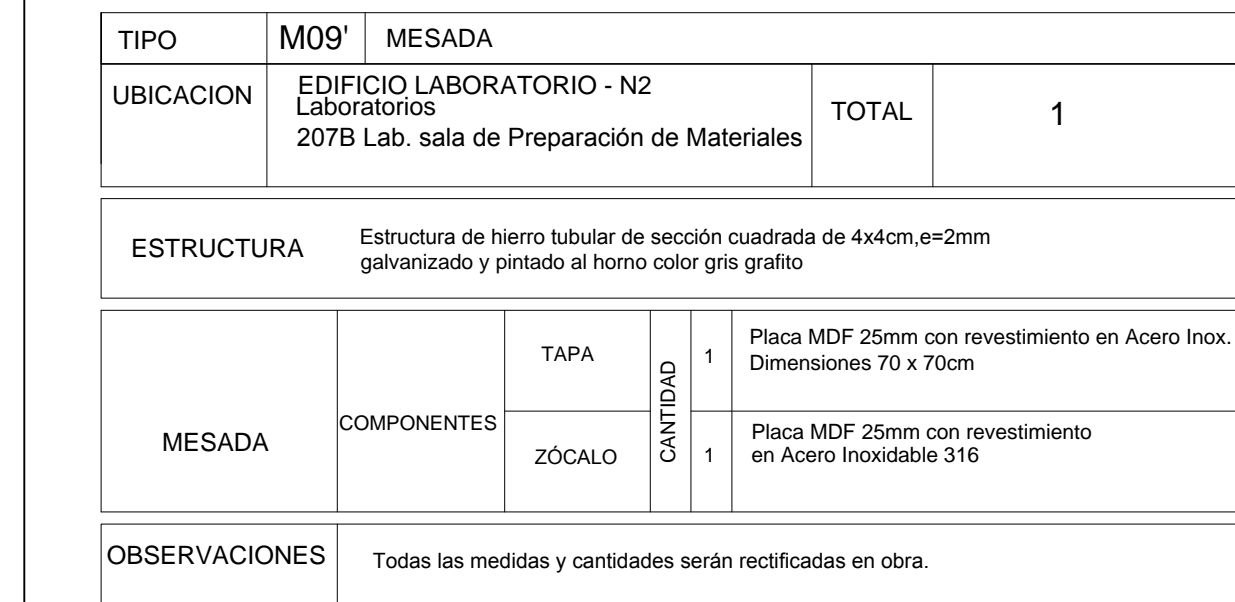 TIPO M09' MESADA
UBICACION EDIFICIO LABORATORIO - N2
Laboratorios
207B Lab. sala de Preparación de Materiales
TOTAL 1
ESTRUCTURA
Estructura de hierro tubular de sección cuadrada de 4x4cm,e=2mm
galvanizado y pintado al horno color gris grafito
MESADA
COMPONENTES
TAPA
CANTIDAD
1
Placa MDF 25mm con revestimiento en Acero Inox.
Dimensiones 70 x 70cm
ZÓCALO
1
Placa MDF 25mm con revestimiento
en Acero Inoxidable 316
OBSERVACIONES
Todas las medidas y cantidades serán rectificadas en obra.